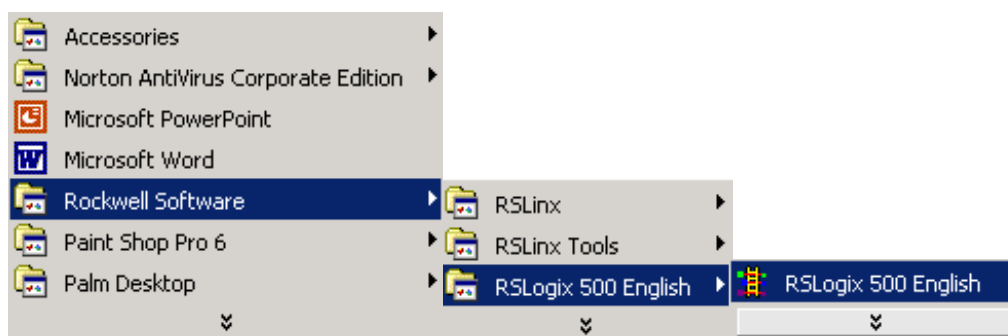 Accessories
Norton AntiVirus Corporate Edition
Microsoft PowerPoint
Microsoft Word
Rockwell Software
Paint Shop Pro 6
Palm Desktop
RSLinx
RSLinx Tools
RSLogix 500 English
RSLogix 500 English